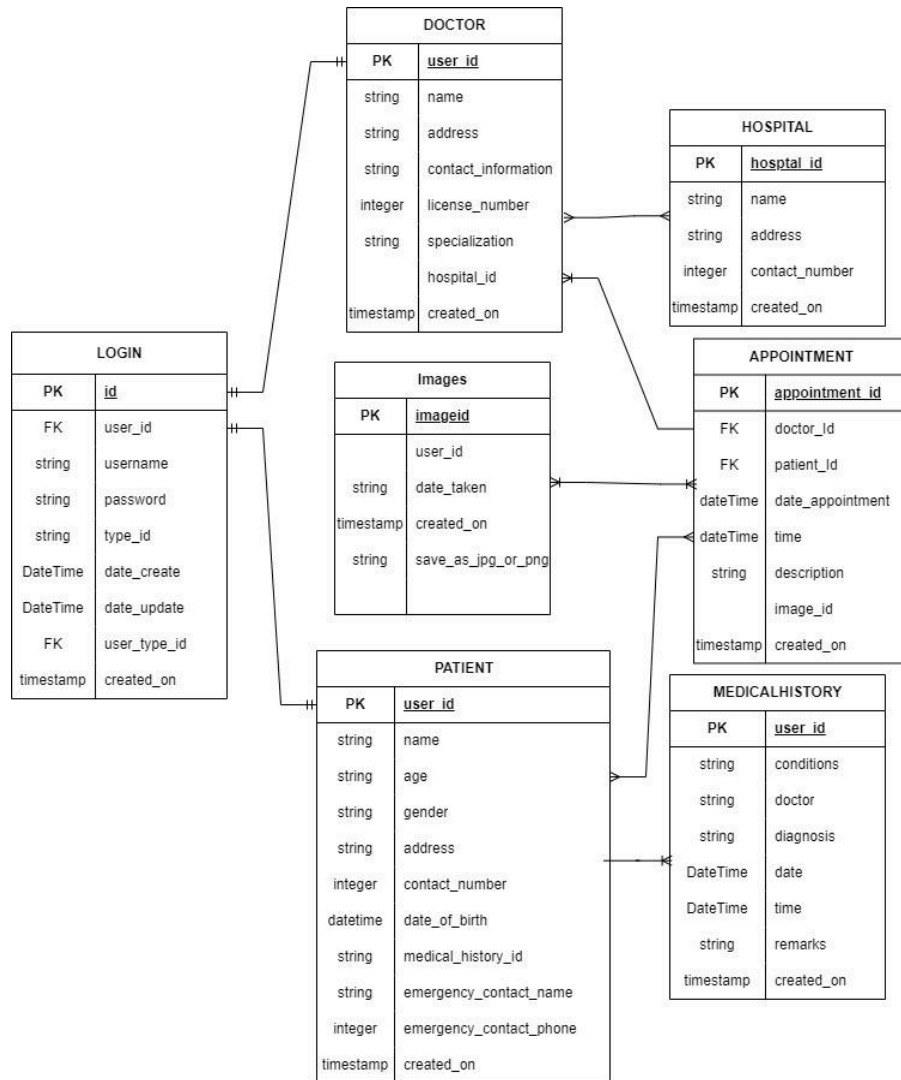 DOCTOR
PK user_id
string name
string address
string contact_information
integer license_number
string specialization
hospital_id
timestamp created_on
HOSPITAL
PK hosptal_id
string name
string address
integer contact_number
timestamp created_on
LOGIN
PK id
FK user_id
string username
string password
string type_id
DateTime date_create
DateTime date_update
FK user_type_id
timestamp created_on
Images
PK imageid
user_id
string date_taken
timestamp created_on
string save_as_jpg_or_png
APPOINTMENT
PK appointment_id
FK doctor_Id
FK patient_Id
dateTime date_appointment
dateTime time
string description
image_id
timestamp created_on
PATIENT
PK user_id
string name
string age
string gender
string address
integer contact_number
datetime date_of_birth
string medical_history_id
string emergency_contact_name
integer emergency_contact_phone
timestamp created_on
MEDICALHISTORY
PK user_id
string conditions
string doctor
string diagnosis
DateTime date
DateTime time
string remarks
timestamp created_on